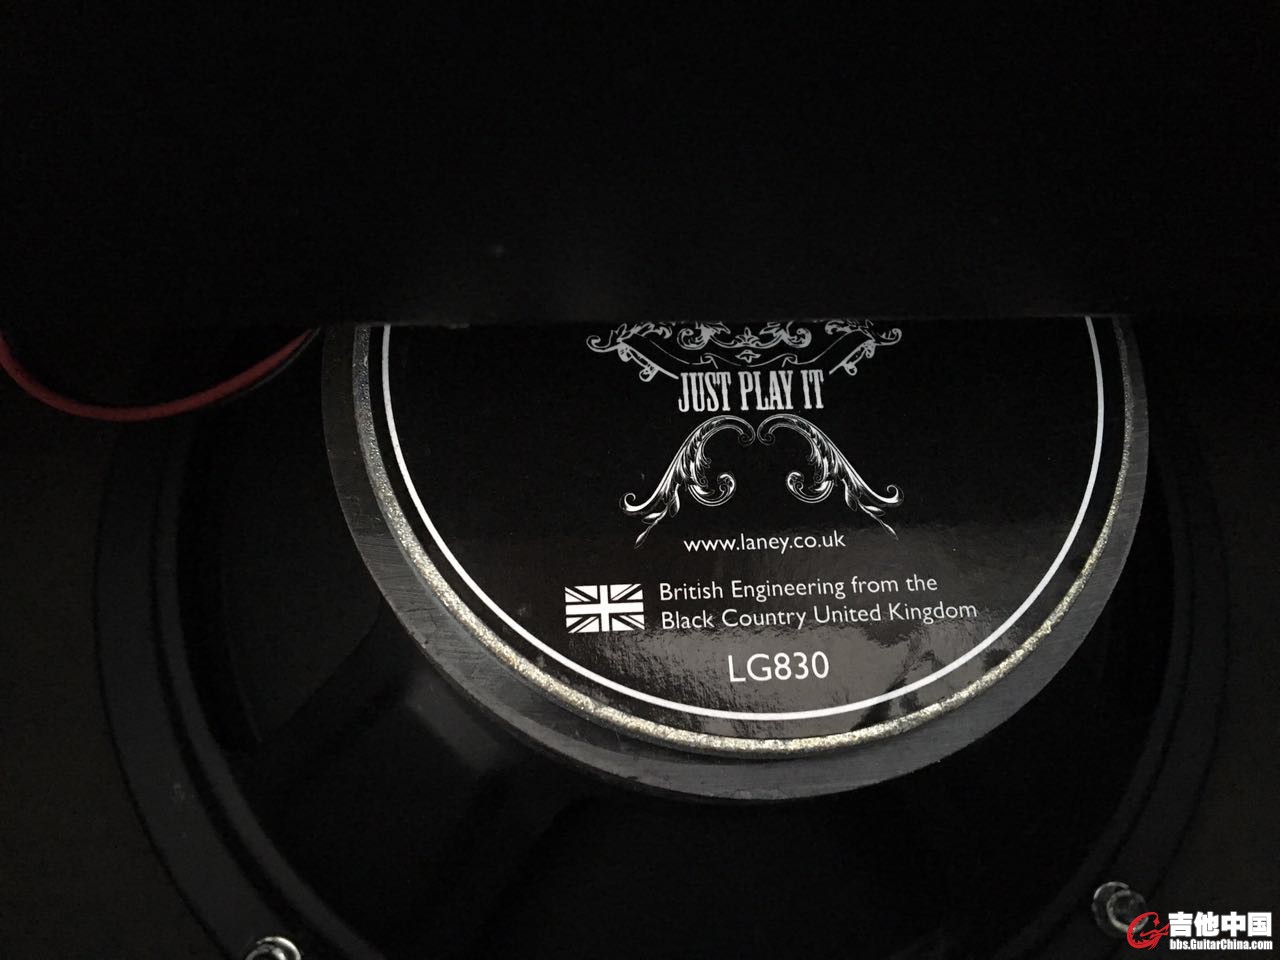 JUST PLAY IT
www.laney.co.uk
British Engineering from the
Black Country United Kingdom
LG830
吉他中国
bbs.GuitarChina.com